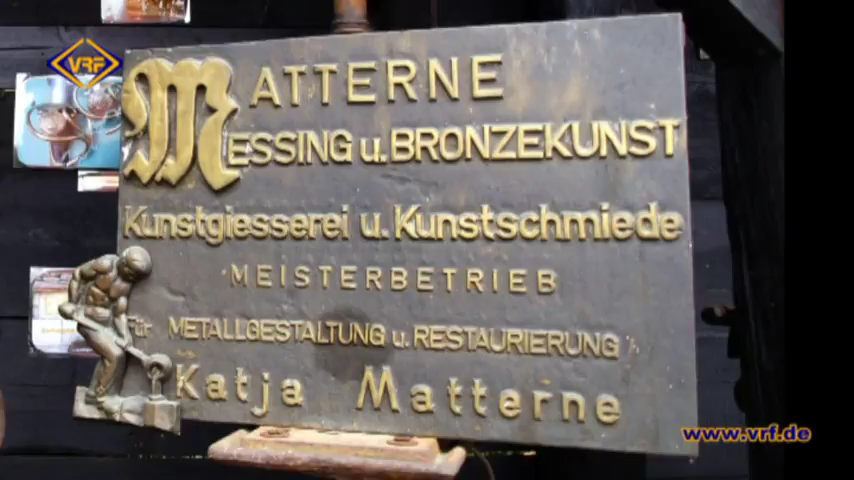 VRF
MATTERNE
MESSING u. BRONZEKUNST
Kunstgiesserei u. Kunstschmiede
MEISTERBETRIEB
für METALLGESTALTUNG u. RESTAURIERUNG
Katja Matterne
www.vrf.de